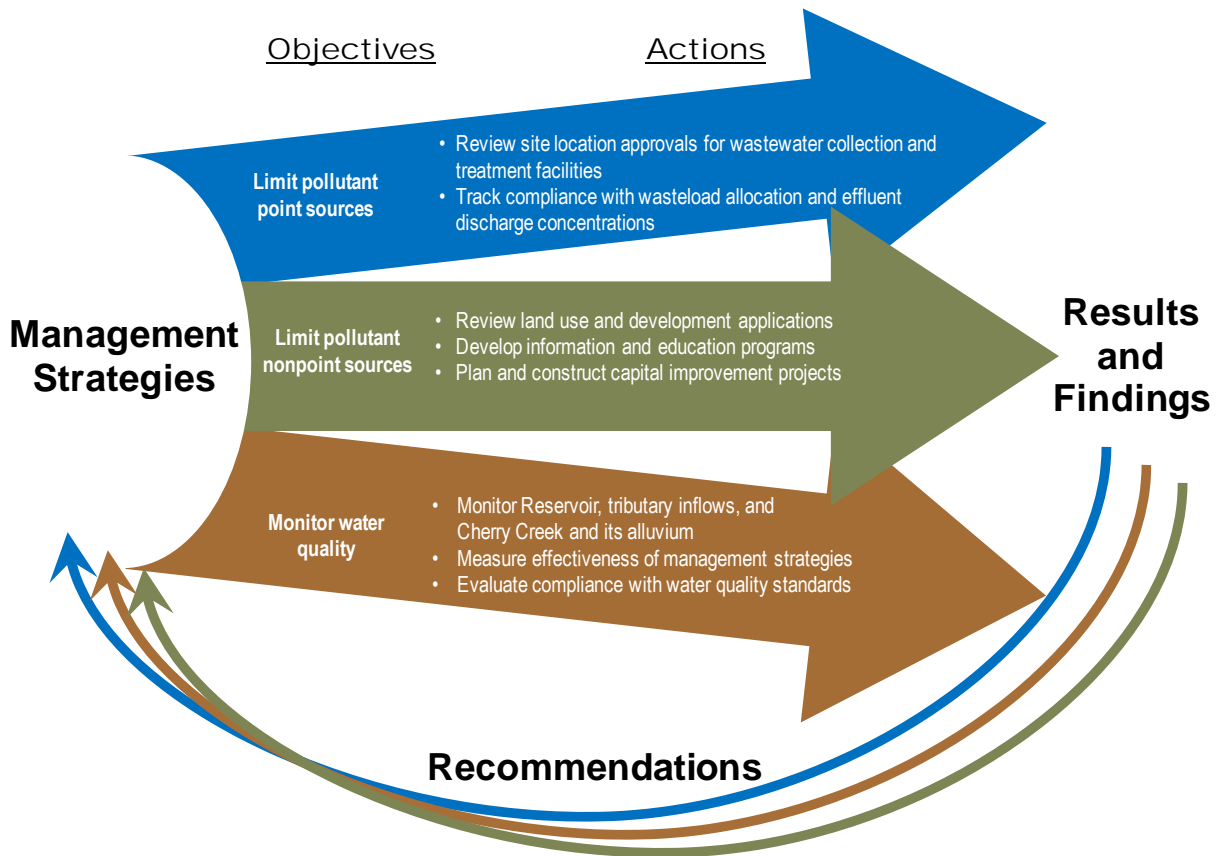 Objectives
Actions
• Review site location approvals for wastewater collection and
treatment facilities
• Track compliance with wasteload allocation and effluent
discharge concentrations
Limit pollutant
point sources
Management
Strategies
Limit pollutant
nonpoint sources
• Review land use and development applications
• Develop information and education programs
• Plan and construct capital improvement projects
Results
and
Findings
Monitor water
quality
• Monitor Reservoir, tributary inflows, and
Cherry Creek and its alluvium
• Measure effectiveness of management strategies
• Evaluate compliance with water quality standards
Recommendations